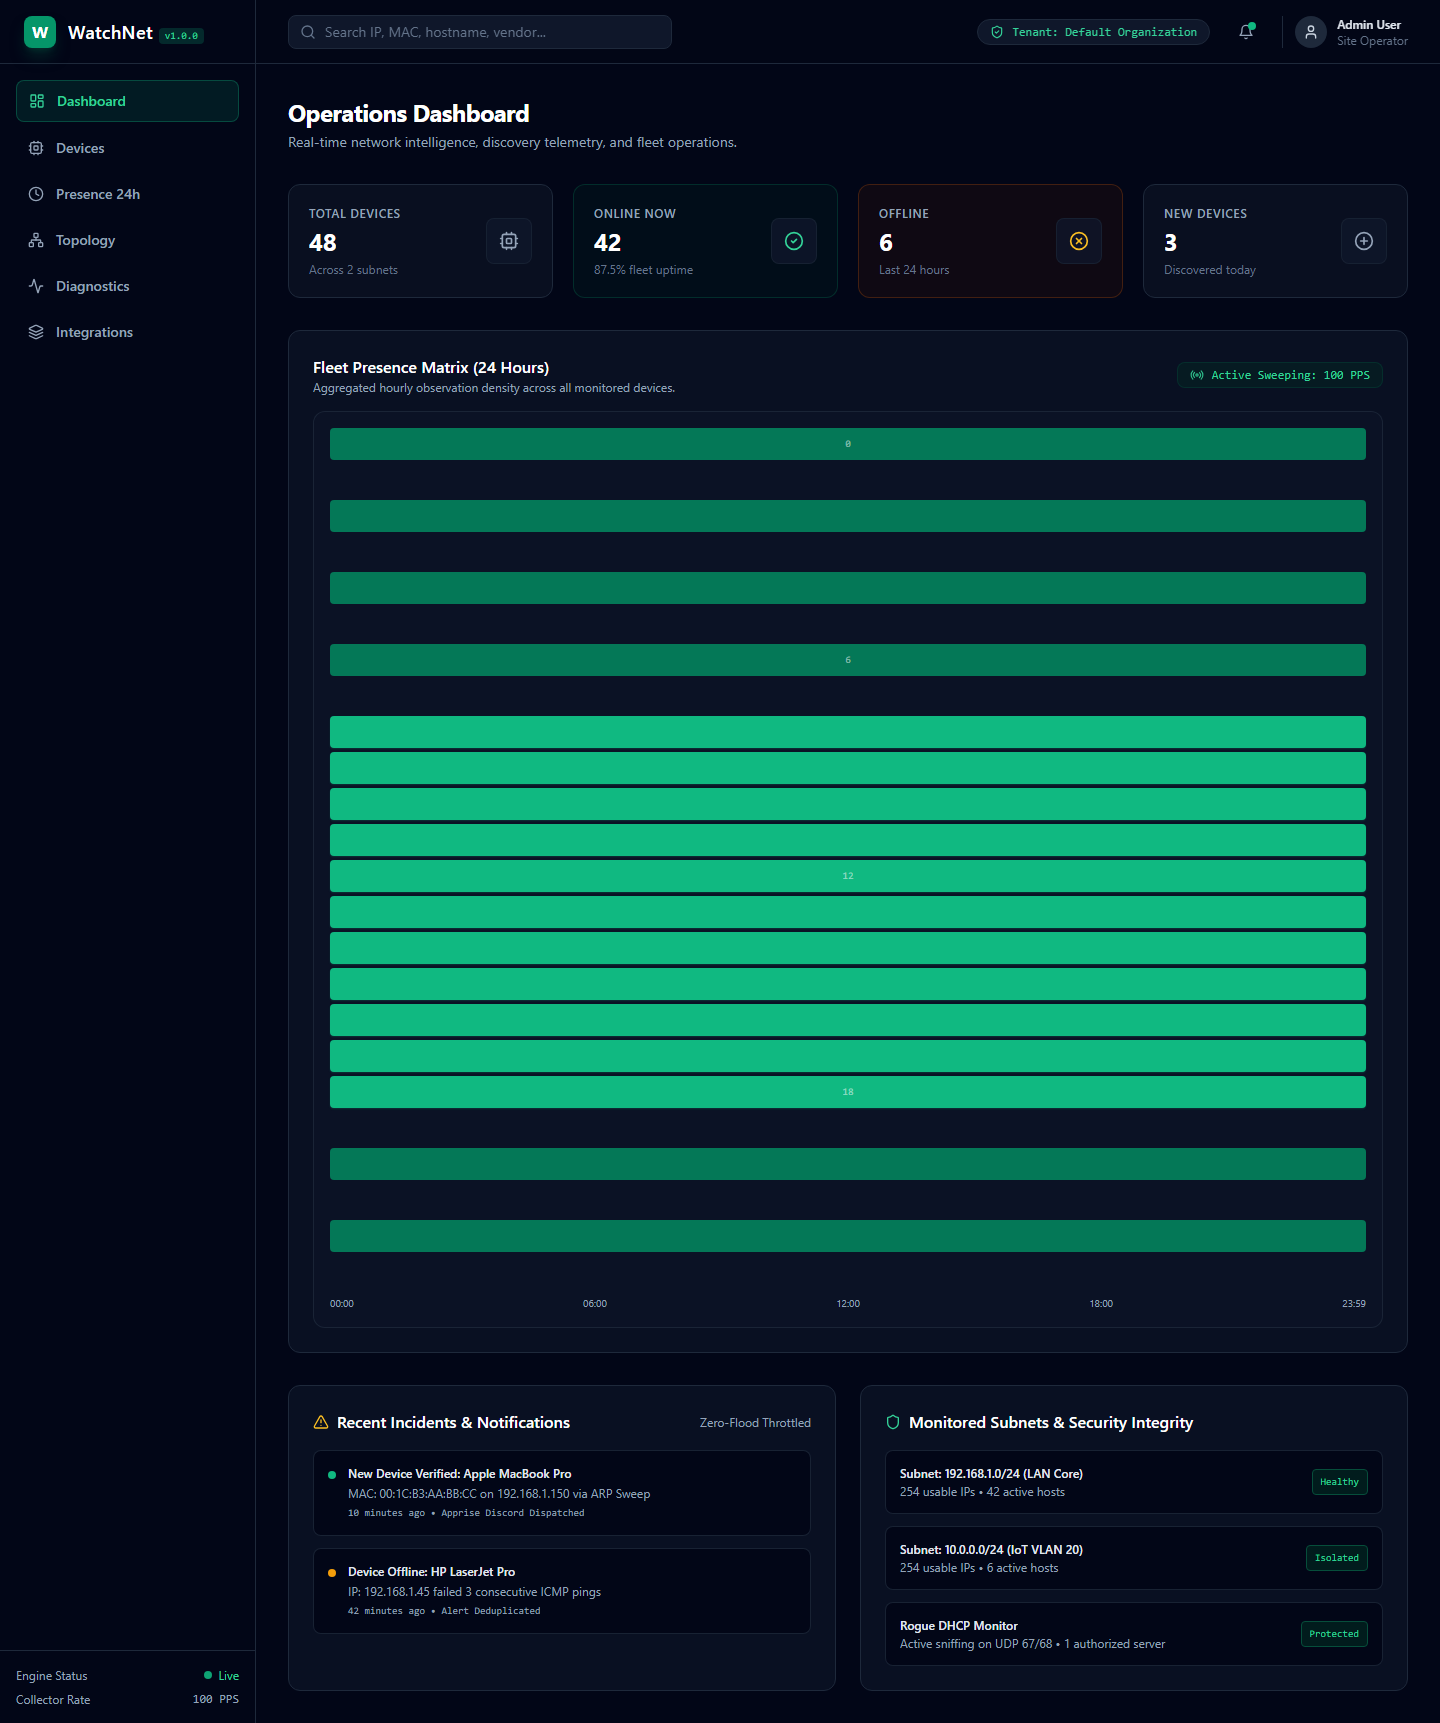 W WatchNet v1.0.0
Search IP, MAC, hostname, vendor...
Tenant: Default Organization
Admin User
Site Operator
Dashboard
Devices
Presence 24h
Topology
Diagnostics
Integrations
Engine Status Live
Collector Rate 100 PPS
Operations Dashboard
Real-time network intelligence, discovery telemetry, and fleet operations.
TOTAL DEVICES
48
Across 2 subnets
ONLINE NOW
42
87.5% fleet uptime
OFFLINE
6
Last 24 hours
NEW DEVICES
3
Discovered today
Fleet Presence Matrix (24 Hours)
Aggregated hourly observation density across all monitored devices.
Active Sweeping: 100 PPS
0
6
12
18
00:00 06:00 12:00 18:00 23:59
Recent Incidents & Notifications
Zero-Flood Throttled
New Device Verified: Apple MacBook Pro
MAC: 00:1C:B3:AA:BB:CC on 192.168.1.150 via ARP Sweep
10 minutes ago • Apprise Discord Dispatched
Device Offline: HP LaserJet Pro
IP: 192.168.1.45 failed 3 consecutive ICMP pings
42 minutes ago • Alert Deduplicated
Monitored Subnets & Security Integrity
Subnet: 192.168.1.0/24 (LAN Core)
254 usable IPs • 42 active hosts
Healthy
Subnet: 10.0.0.0/24 (IoT VLAN 20)
254 usable IPs • 6 active hosts
Isolated
Rogue DHCP Monitor
Active sniffing on UDP 67/68 • 1 authorized server
Protected